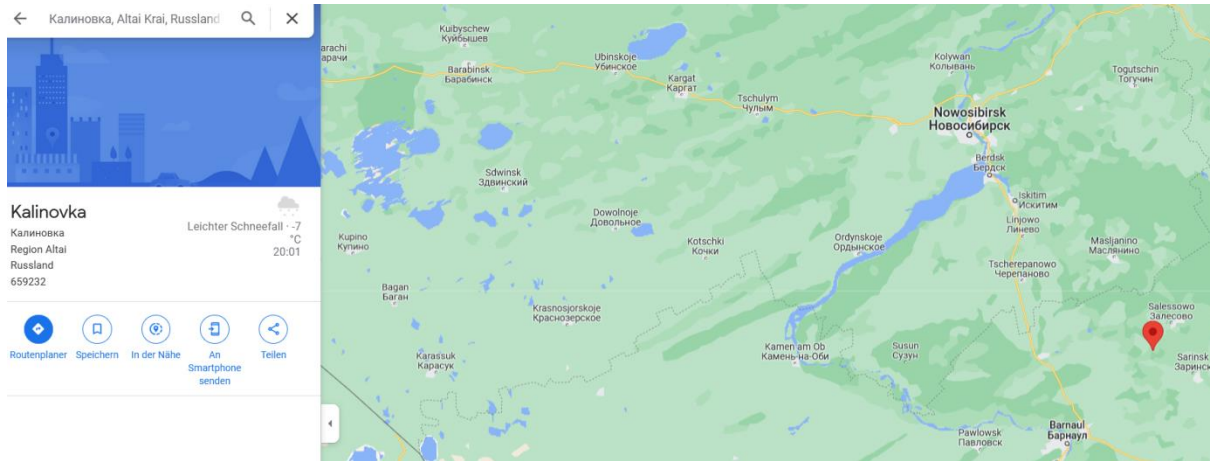 Калиновка, Altai Krai, Russland
Kalinovka
Калиновка
Region Altai
Russland
659232
Leichter Schneefall · -7
°C
20:01
Routenplaner
Speichern
In der Nähe
An
Smartphone
senden
Teilen
Kuibyschew
Куйбышев
arachi
арачи
Barabinsk
Барабинск
Ubinskoje
Убинское
Kargat
Каргат
Tschulym
Чулым
Kolywan
Колывань
Togutschin
Тогучин
Nowosibirsk
Новосибирск
Berdsk
Бердск
Sdwinsk
Здвинский
Iskitim
Искитим
Dowolnoje
Довольное
Linjowo
Линево
Kupino
Купино
Kotschki
Кочки
Ordynskoje
Ордынское
Masljanino
Маслянино
Tscherepanowo
Черепаново
Bagan
Баган
Krasnosjorskoje
Краснозерское
Salessowo
Залесово
Karassuk
Карасук
Kamen am Ob
Камень-на-Оби
Susun
Сузун
Sarinsk
Заринск
Pawlowsk
Павловск
Barnaul
Барнаул